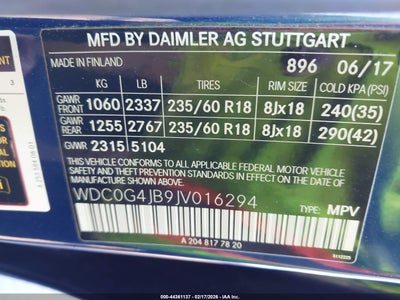 MFD BY DAIMLER AG STUTTGART
MADE IN FINLAND 896 06/17
KG LB TIRES RIM SIZE COLD KPA (PSI)
GAWR FRONT 1060 2337 235/60 R18 8Jx18 240(35)
GAWR REAR 1255 2767 235/60 R18 8Jx18 290(42)
GVWR 2315 5104
THIS VEHICLE CONFORMS TO ALL APPLICABLE FEDERAL MOTOR VEHICLE
SAFETY, BUMPER, AND THEFT PREVENTION STANDARDS IN EFFECT
ON THE DATE OF MANUFACTURE SHOWN ABOVE.
WDC0G4JB9JV016294
TYPE: MPV
A 204 817 78 20
000-44361137 - 02/17/2026 - IAAI.COM